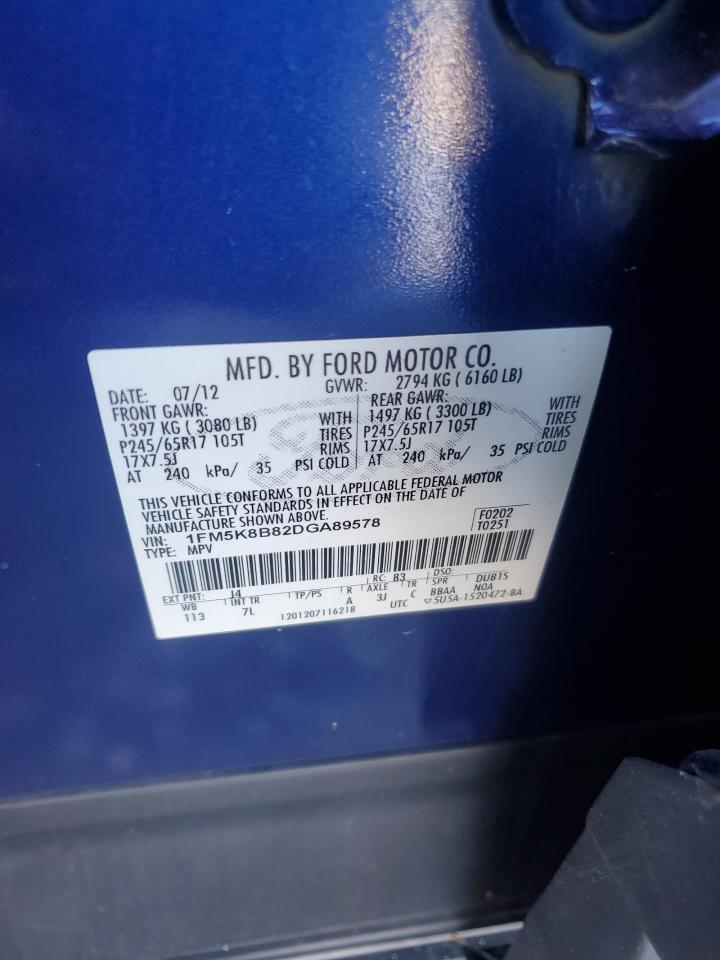 MFD. BY FORD MOTOR CO.
DATE: 07/12 GVWR: 2794 KG ( 6160 LB)
FRONT GAWR: REAR GAWR:
1397 KG ( 3080 LB) WITH 1497 KG ( 3300 LB) WITH
P245/65R17 105T TIRES P245/65R17 105T TIRES
17X7.5J RIMS 17X7.5J RIMS
AT 240 kPa/ 35 PSI COLD AT 240 kPa/ 35 PSI COLD
THIS VEHICLE CONFORMS TO ALL APPLICABLE FEDERAL MOTOR
VEHICLE SAFETY STANDARDS IN EFFECT ON THE DATE OF
MANUFACTURE SHOWN ABOVE.
VIN: 1FM5K8B82DGA89578 F0202
TYPE: MPV T0251
EXT PNT: J4 RC: 83 DSO:
WB INT TR TP/PS R AXLE TR SPR DUB1S
113 7L A 3J C BBAA NOA
1201207116218 UTC ▽5U5A-1520472-BA
Ford